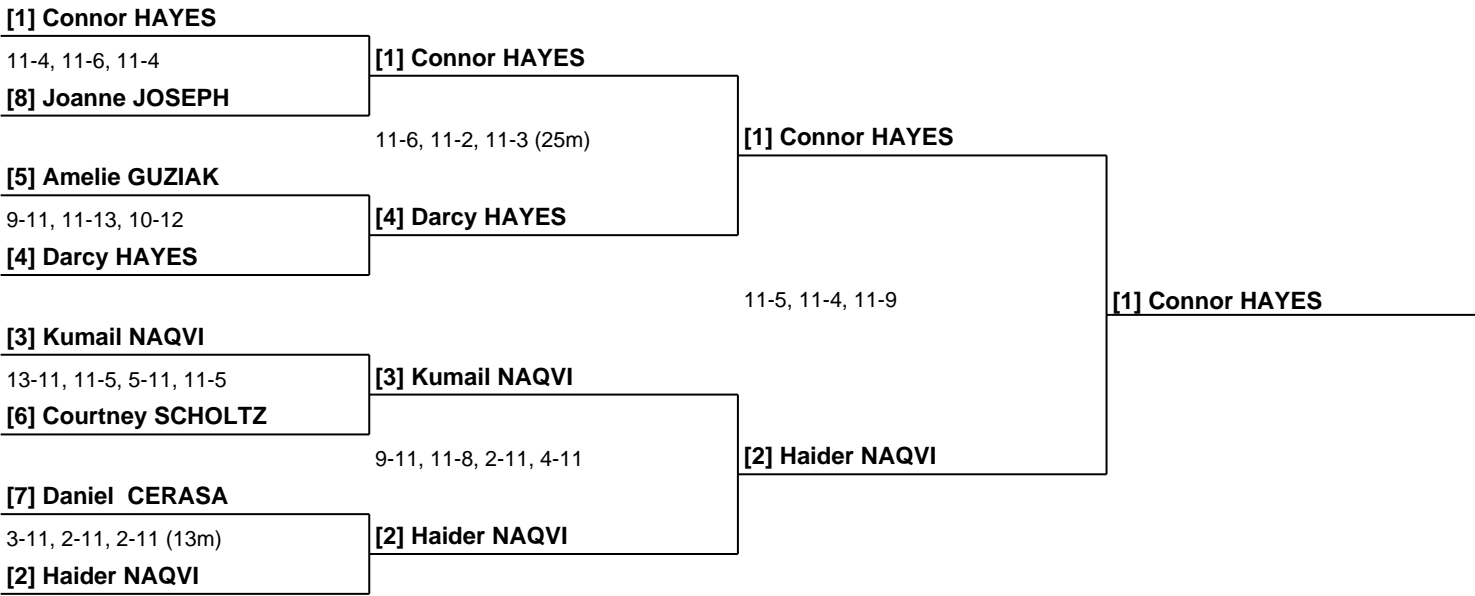 [1] Connor HAYES
11-4, 11-6, 11-4
[8] Joanne JOSEPH
[5] Amelie GUZIAK
9-11, 11-13, 10-12
[4] Darcy HAYES
[3] Kumail NAQVI
13-11, 11-5, 5-11, 11-5
[6] Courtney SCHOLTZ
[7] Daniel  CERASA
3-11, 2-11, 2-11 (13m)
[2] Haider NAQVI
[1] Connor HAYES
11-6, 11-2, 11-3 (25m)
[4] Darcy HAYES
[3] Kumail NAQVI
9-11, 11-8, 2-11, 4-11
[2] Haider NAQVI
[1] Connor HAYES
11-5, 11-4, 11-9
[2] Haider NAQVI
[1] Connor HAYES